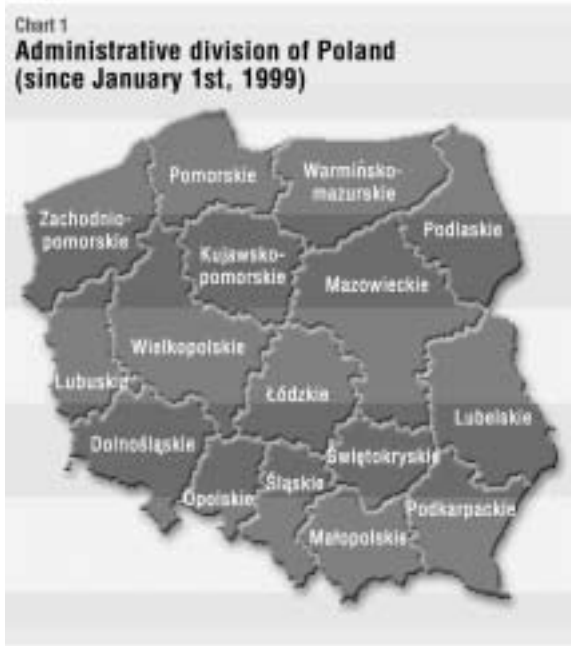 Chart 1
Administrative division of Poland
(since January 1st, 1999)
Pomorskie
Warmińsko-
mazurskie
Zachodnio-
pomorskie
Podlaskie
Kujawsko-
pomorskie
Mazowieckie
Wielkopolskie
Lubuskie
Łódzkie
Lubelskie
Dolnośląskie
Świętokryskie
Śląskie
Opolskie
Podkarpackie
Małopolskie